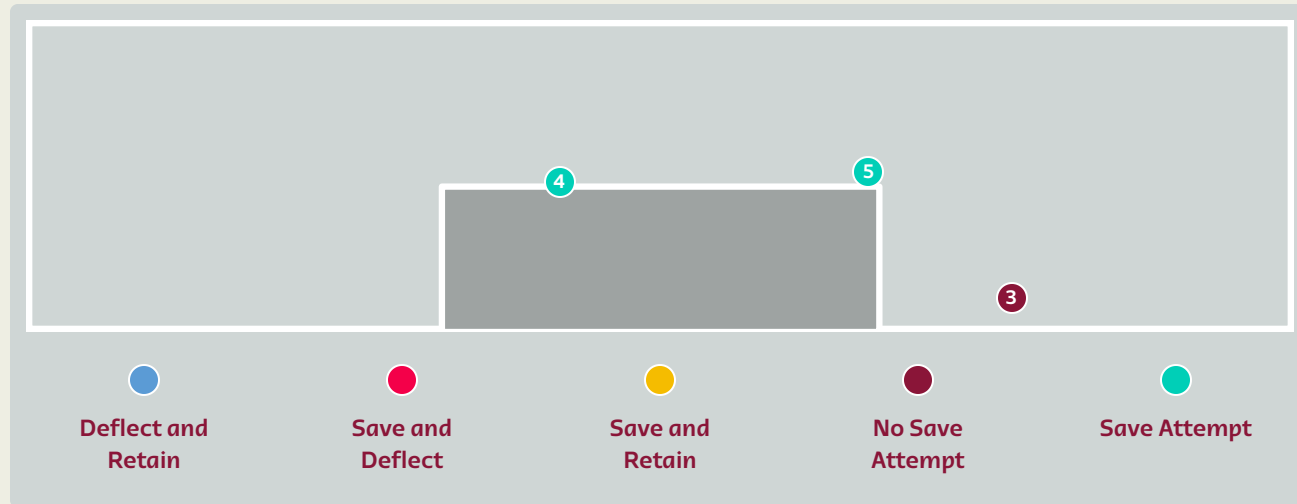 4
5
3
Deflect and
Retain
Save and
Deflect
Save and
Retain
No Save
Attempt
Save Attempt